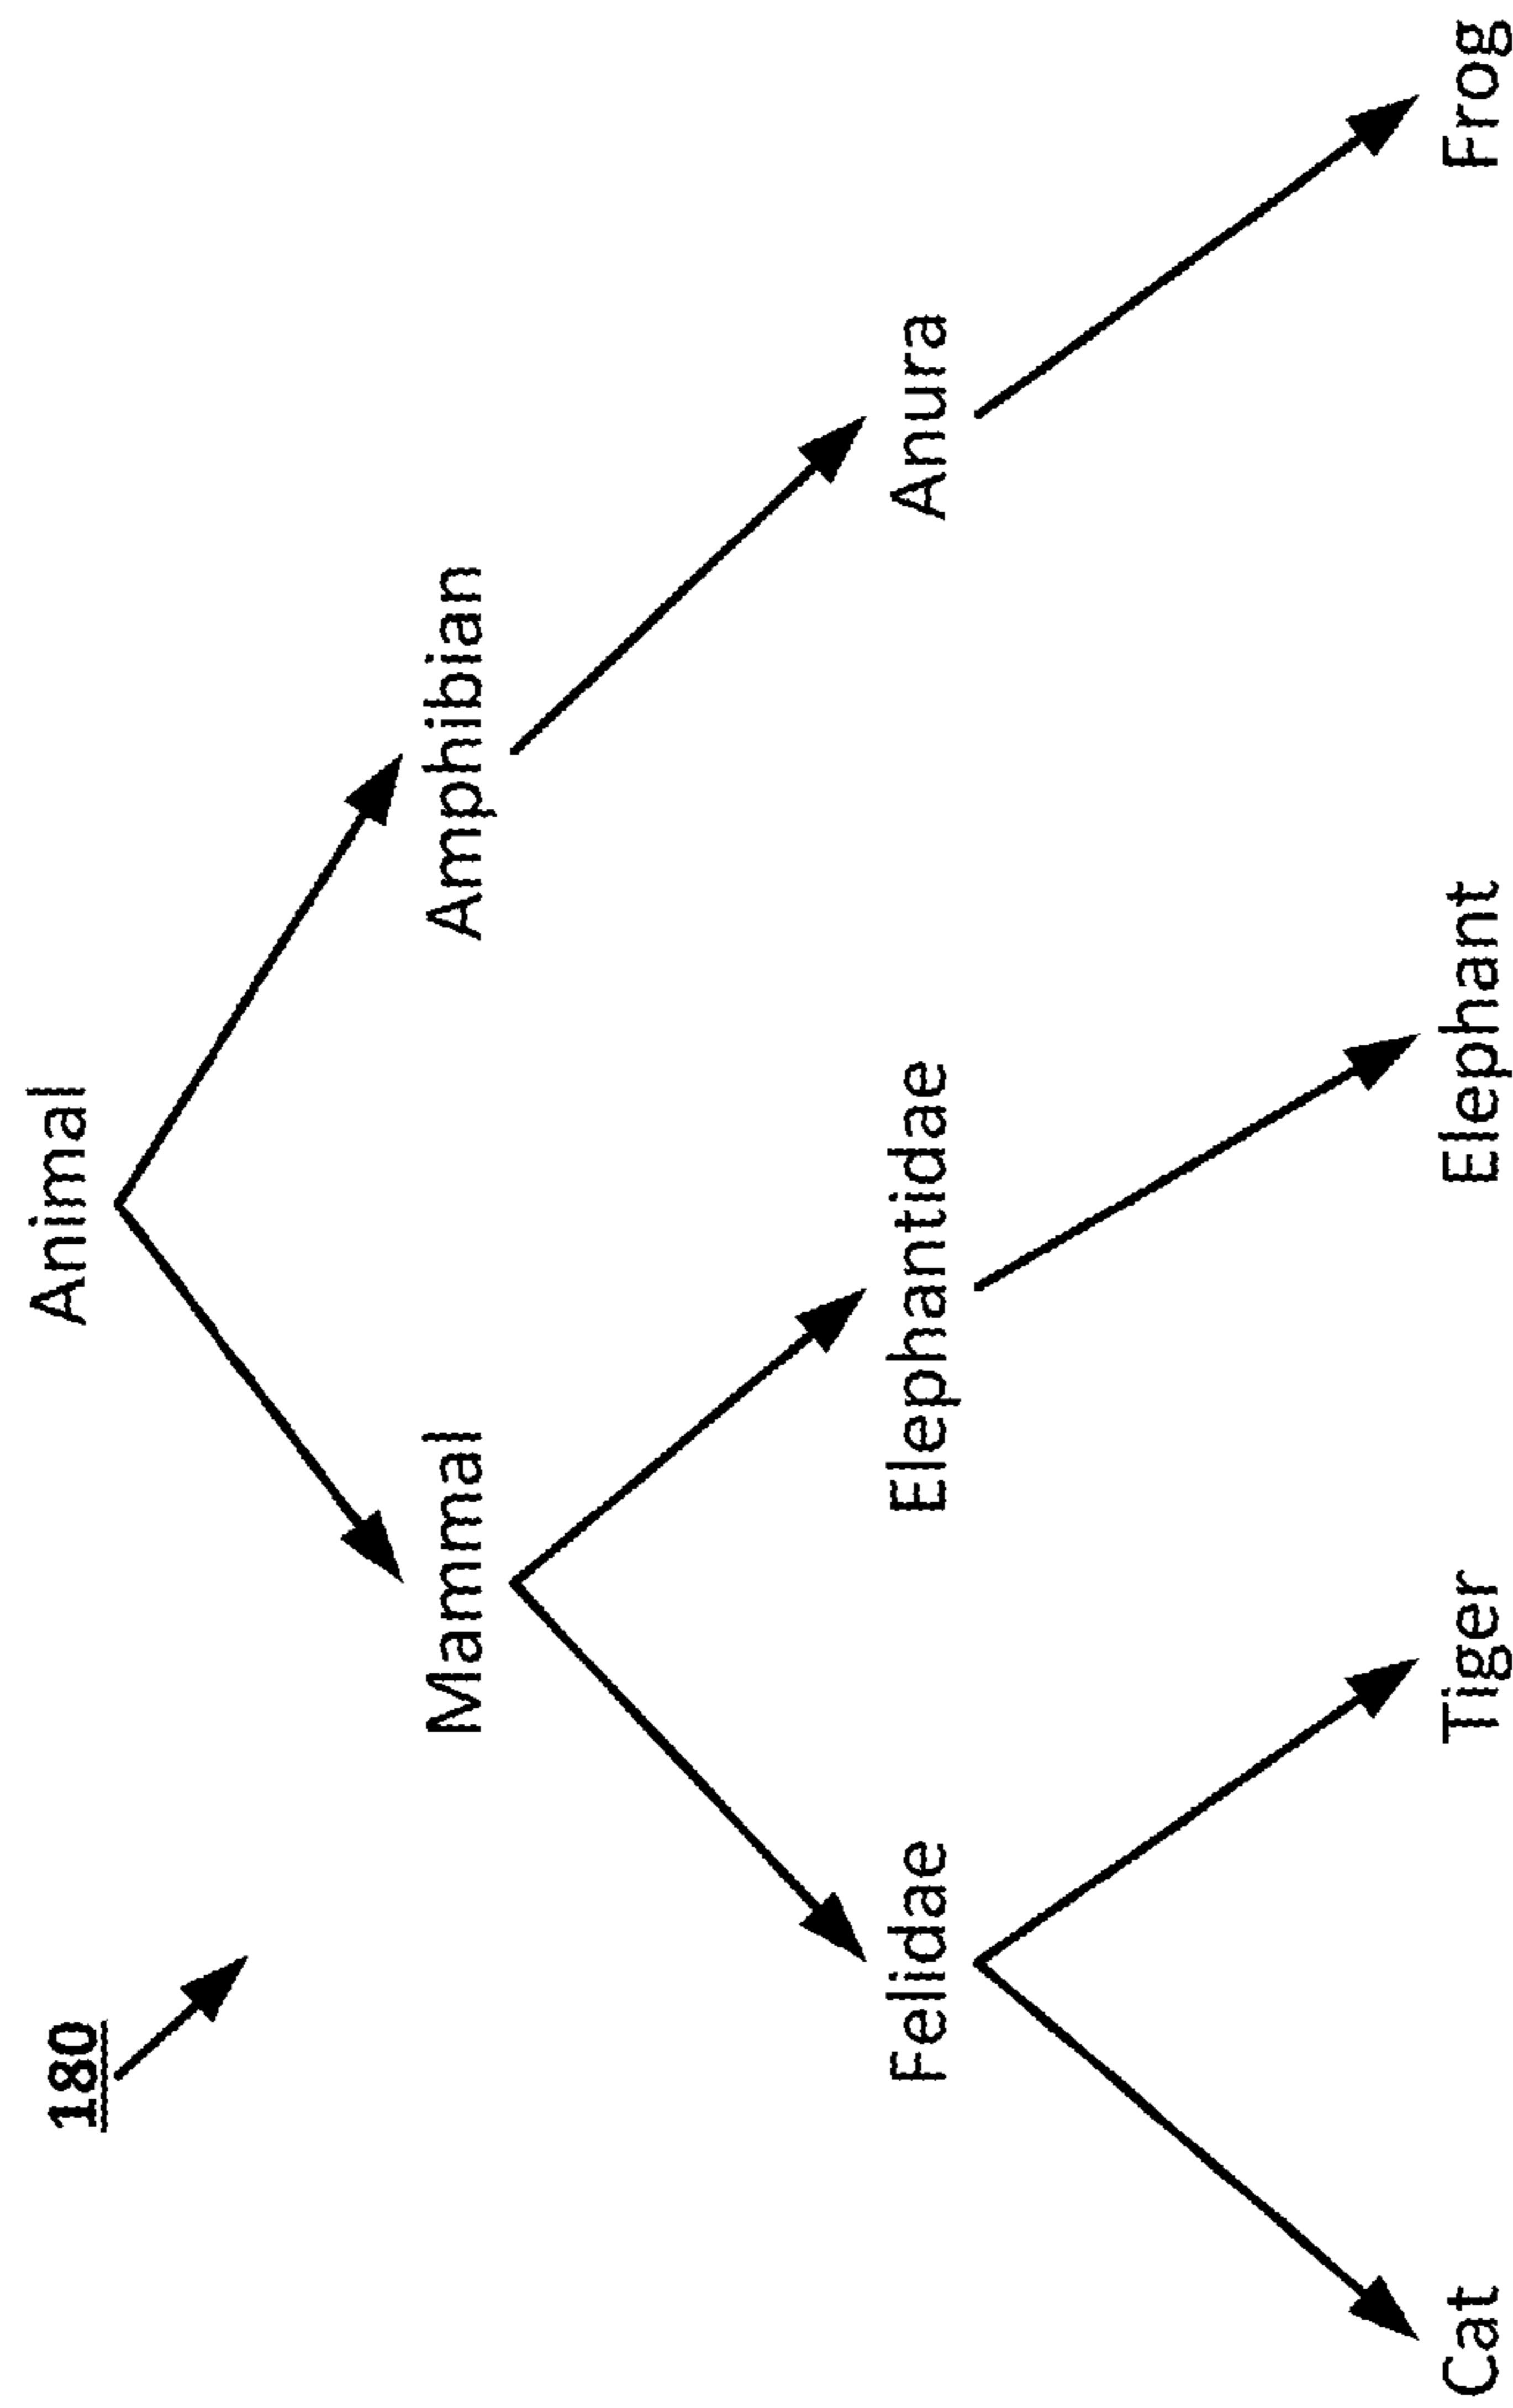 180
Animal
Mammal Amphibian
Felidae Elephantidae Anura
Cat Tiger Elephant Frog